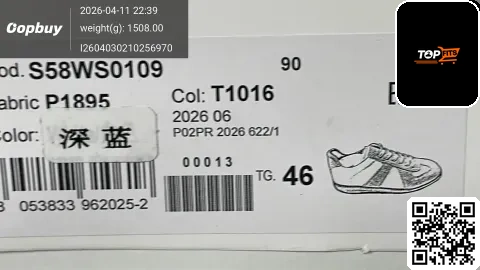 Oopbuy
2026-04-11 22:39
weight(g): 1508.00
I2604030210256970
TOP
FITS
od. S58WS0109
90
abric P1895
Col: T1016
2026 06
P02PR 2026 622/1
olor:
深 蓝
00013
TG. 46
053833 962025-2